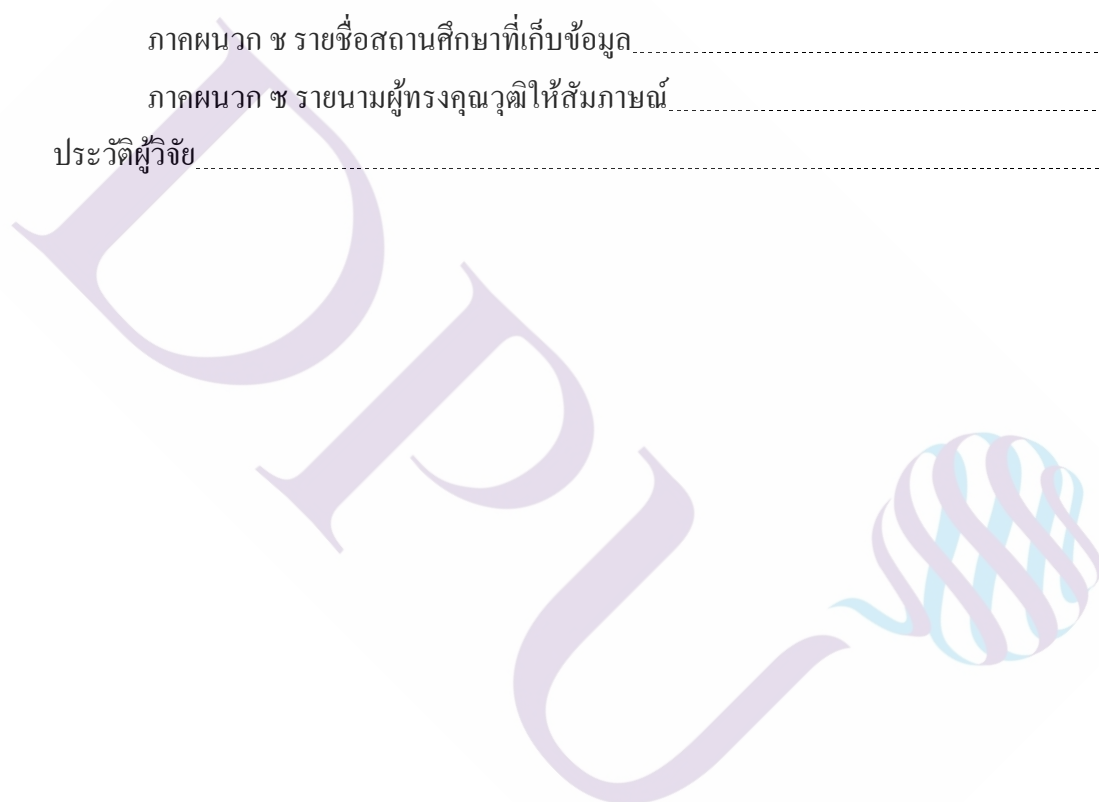 ภาคผนวก ช รายชื่อสถานศึกษาที่เก็บข้อมูล
ภาคผนวก ซ รายนามผู้ทรงคุณวุฒิให้สัมภาษณ์
ประวัติผู้วิจัย
DPU